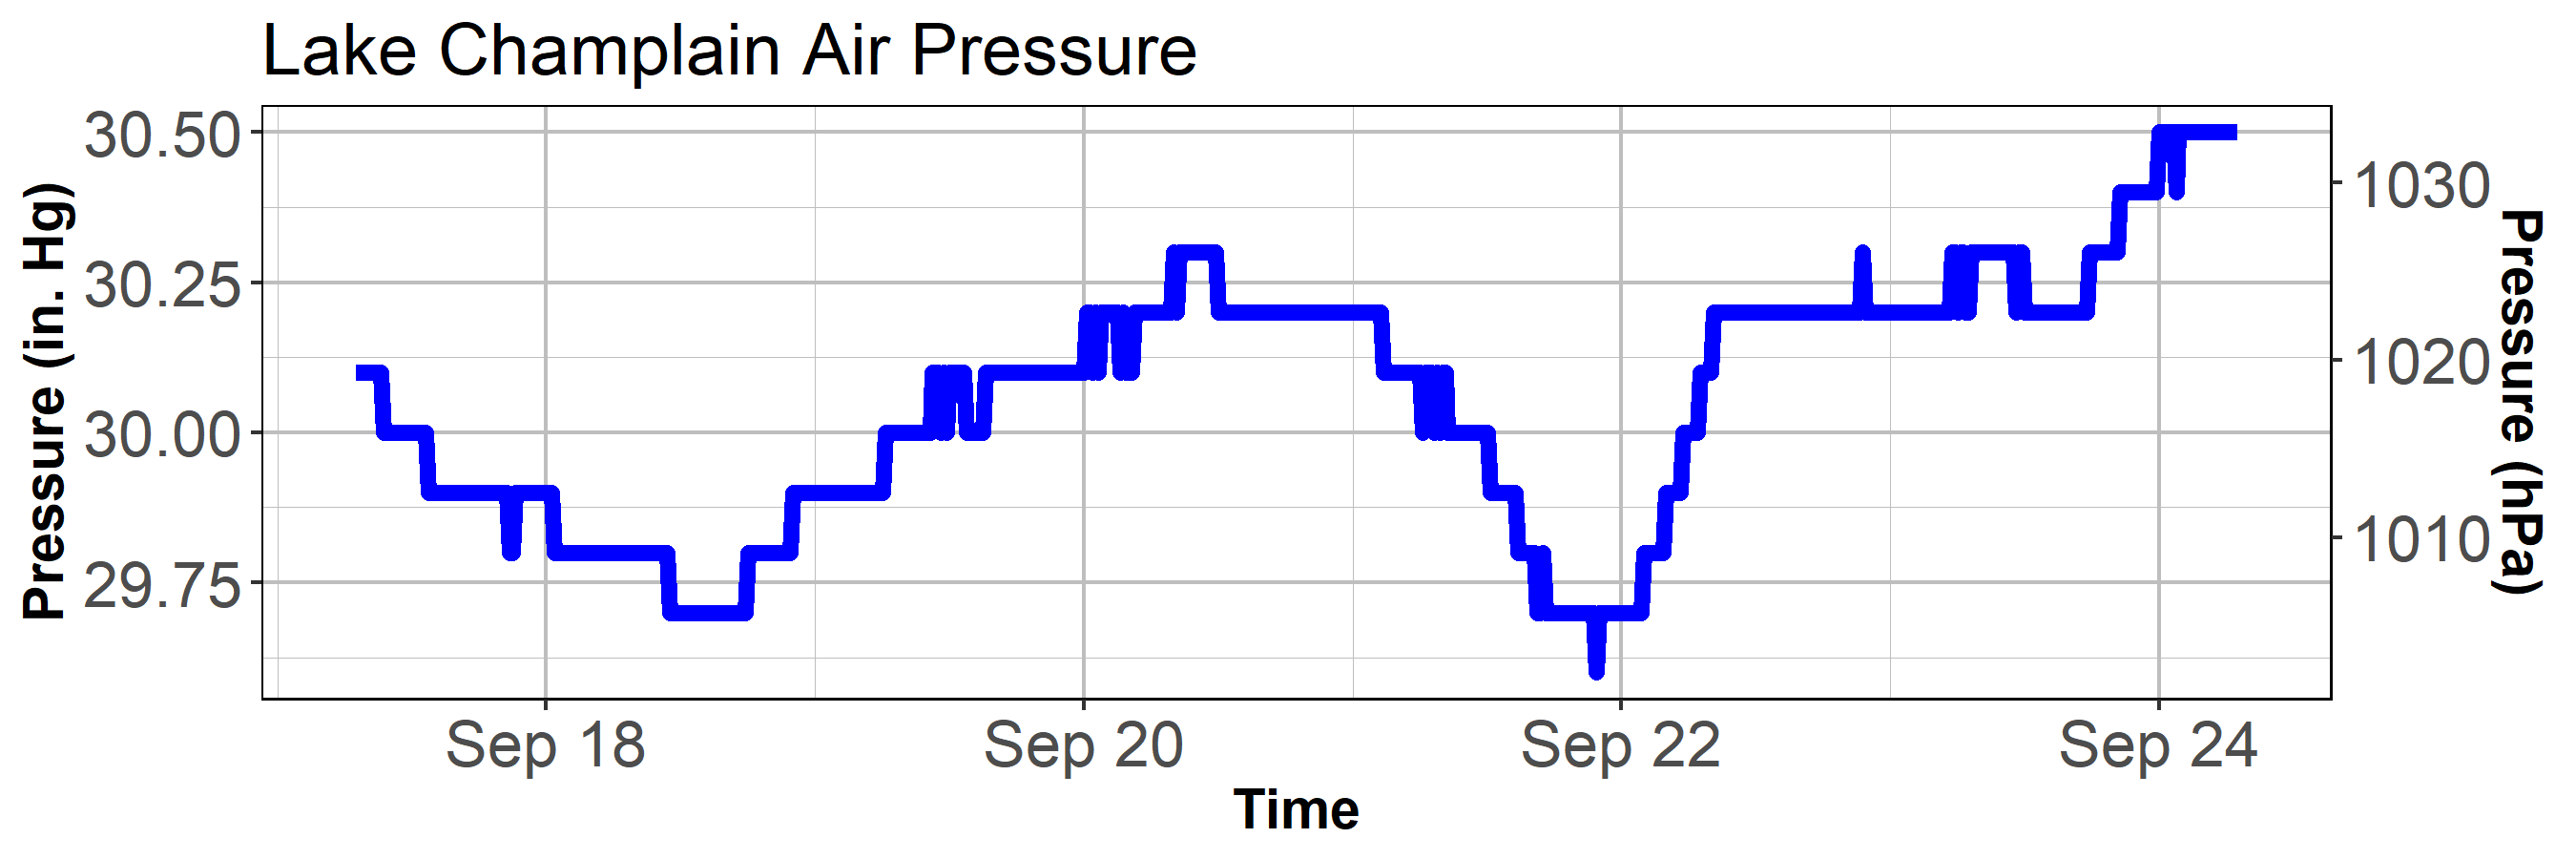 Lake Champlain Air Pressure
Pressure (in. Hg)
30.50
30.25
30.00
29.75
1030
1020
1010
Pressure (hPa)
Sep 18 Sep 20 Sep 22 Sep 24
Time